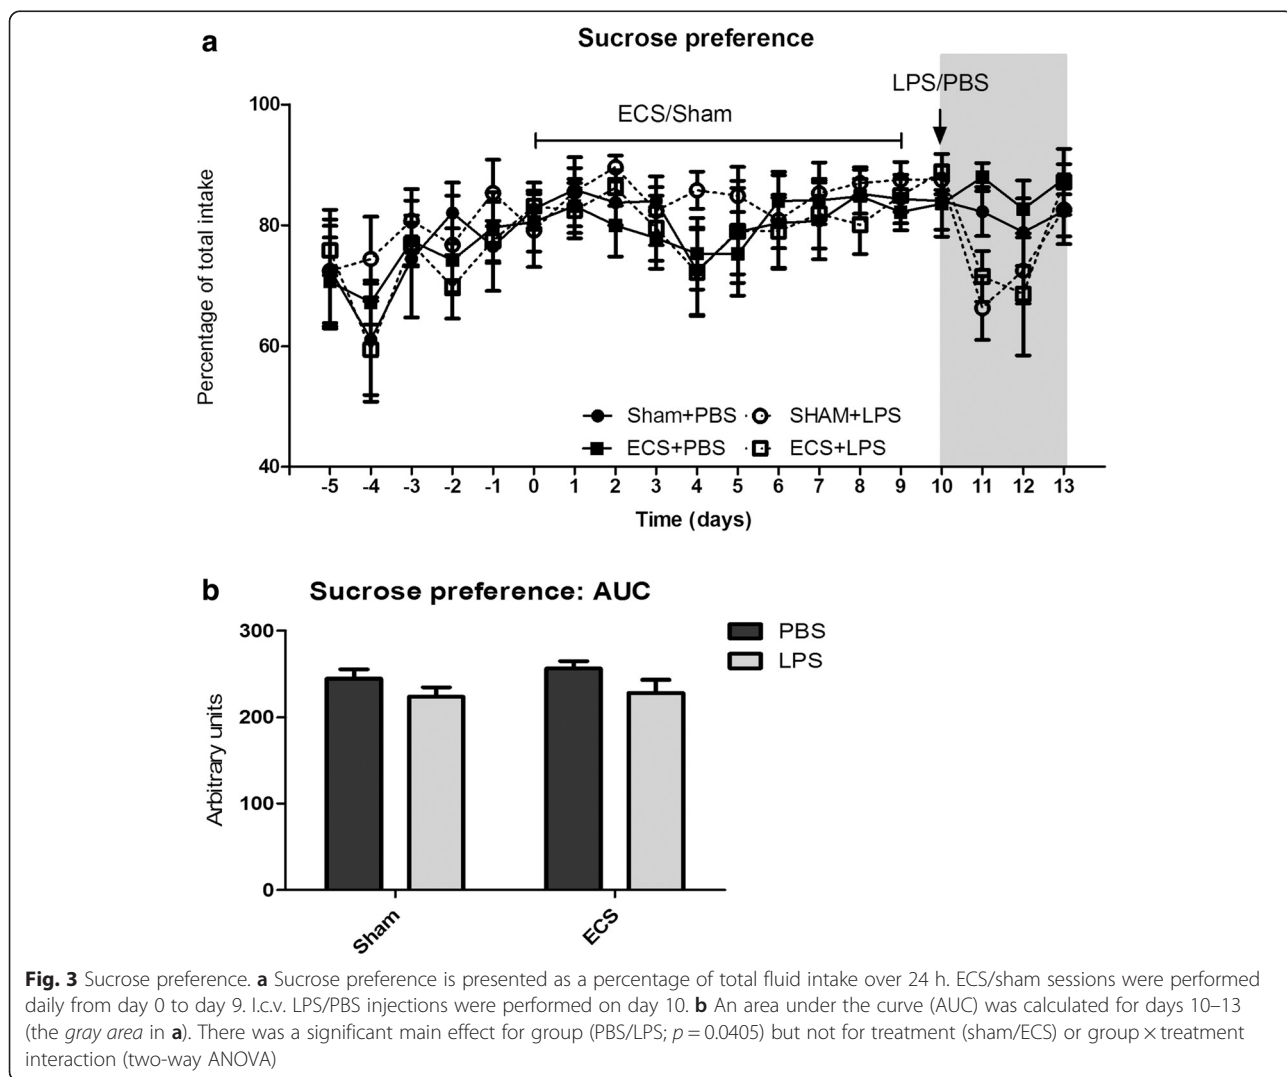 a
Sucrose preference
LPS/PBS
ECS/Sham
Percentage of total intake
100
80
60
40
Sham+PBS
SHAM+LPS
ECS+PBS
ECS+LPS
-5 -4 -3 -2 -1 0 1 2 3 4 5 6 7 8 9 10 11 12 13
Time (days)
b
Sucrose preference: AUC
Arbitrary units
300
200
100
0
PBS
LPS
Sham
ECS
Fig. 3 Sucrose preference. a Sucrose preference is presented as a percentage of total fluid intake over 24 h. ECS/sham sessions were performed
daily from day 0 to day 9. I.c.v. LPS/PBS injections were performed on day 10. b An area under the curve (AUC) was calculated for days 10–13
(the gray area in a). There was a significant main effect for group (PBS/LPS; p = 0.0405) but not for treatment (sham/ECS) or group × treatment
interaction (two-way ANOVA)